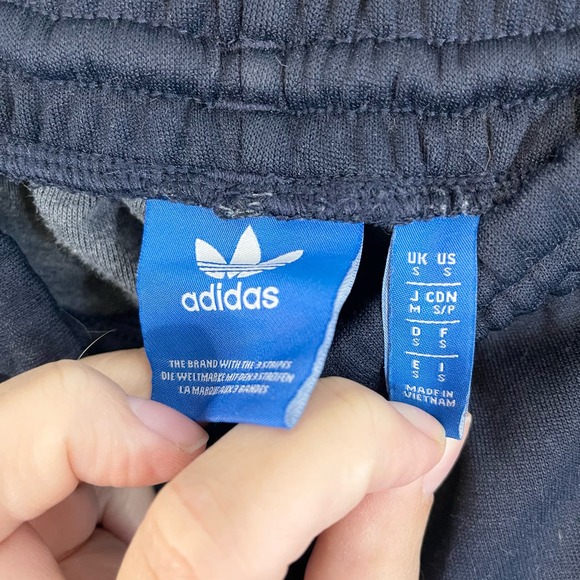 adidas
THE BRAND WITH THE 3 STRIPES
DIE WELTMARKE MIT DEN 3 STREIFEN
LA MARQUE AUX 3 BANDES
UK US
S S
J CDN
M S/P
D F
S S
E I
S S
MADE IN
VIETNAM